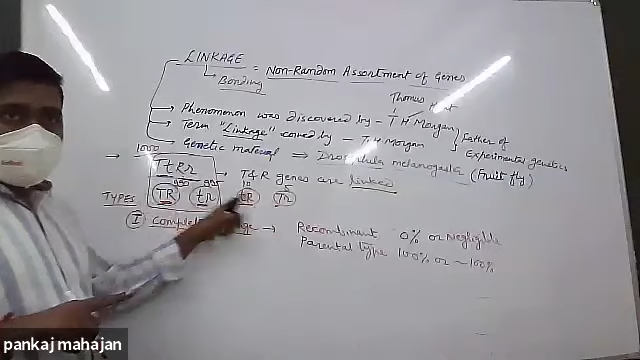 LINKAGE = Non-Random Assortment of Genes
Bonding
Thomas Hunt
Phenomenon was discovered by - T H Morgan
Term "Linkage" coined by - T.H Morgan
Father of
Experimental genetics
Genetic material ⇒ Drosophila melanogaster (Fruit fly)
1000
TtRr → T & R genes are linked
TR tr tR Tr
TYPES
I Complete →
Recombinant 0% or Negligible
Parental type 100% or ~100%
pankaj mahajan